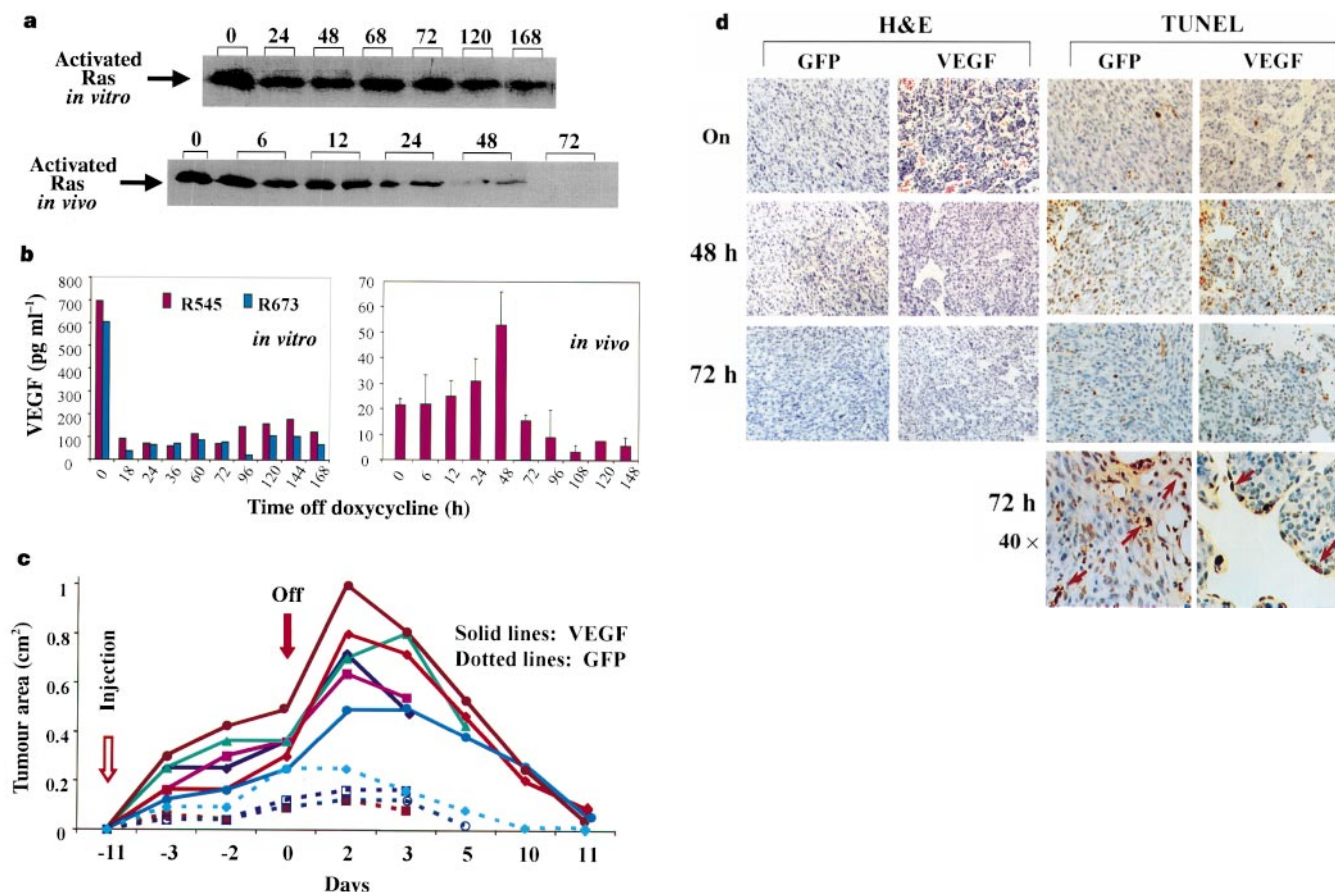 a
0 24 48 68 72 120 168
Activated
Ras
in vitro
0 6 12 24 48 72
Activated
Ras
in vivo
b
VEGF (pg ml⁻¹)
800
700
600
500
400
300
200
100
0
R545 R673
in vitro
0 18 24 36 60 72 96 120 144 168
70
60
50
40
30
20
10
0
in vivo
0 6 12 24 48 72 96 108 120 148
Time off doxycycline (h)
c
Tumour area (cm²)
1
0.8
0.6
0.4
0.2
0
Injection
Off
Solid lines: VEGF
Dotted lines: GFP
-11 -3 -2 0 2 3 5 10 11
Days
d
H&E TUNEL
GFP VEGF GFP VEGF
On
48 h
72 h
72 h
40 ×